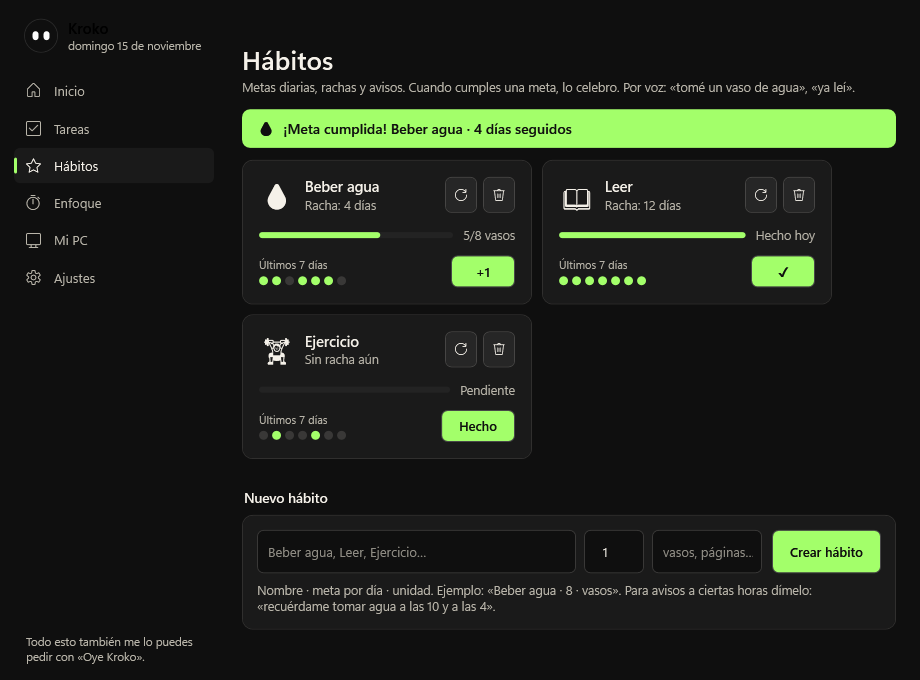 Kroko
domingo 15 de noviembre
Inicio
Tareas
Hábitos
Enfoque
Mi PC
Ajustes
Todo esto también me lo puedes
pedir con «Oye Kroko».
Hábitos
Metas diarias, rachas y avisos. Cuando cumples una meta, lo celebro. Por voz: «tomé un vaso de agua», «ya leí».
¡Meta cumplida! Beber agua · 4 días seguidos
Beber agua
Racha: 4 días
5/8 vasos
Últimos 7 días
+1
Leer
Racha: 12 días
Hecho hoy
Últimos 7 días
✓
Ejercicio
Sin racha aún
Pendiente
Últimos 7 días
Hecho
Nuevo hábito
Beber agua, Leer, Ejercicio...
1
vasos, páginas...
Crear hábito
Nombre · meta por día · unidad. Ejemplo: «Beber agua · 8 · vasos». Para avisos a ciertas horas dímelo:
«recuérdame tomar agua a las 10 y a las 4».